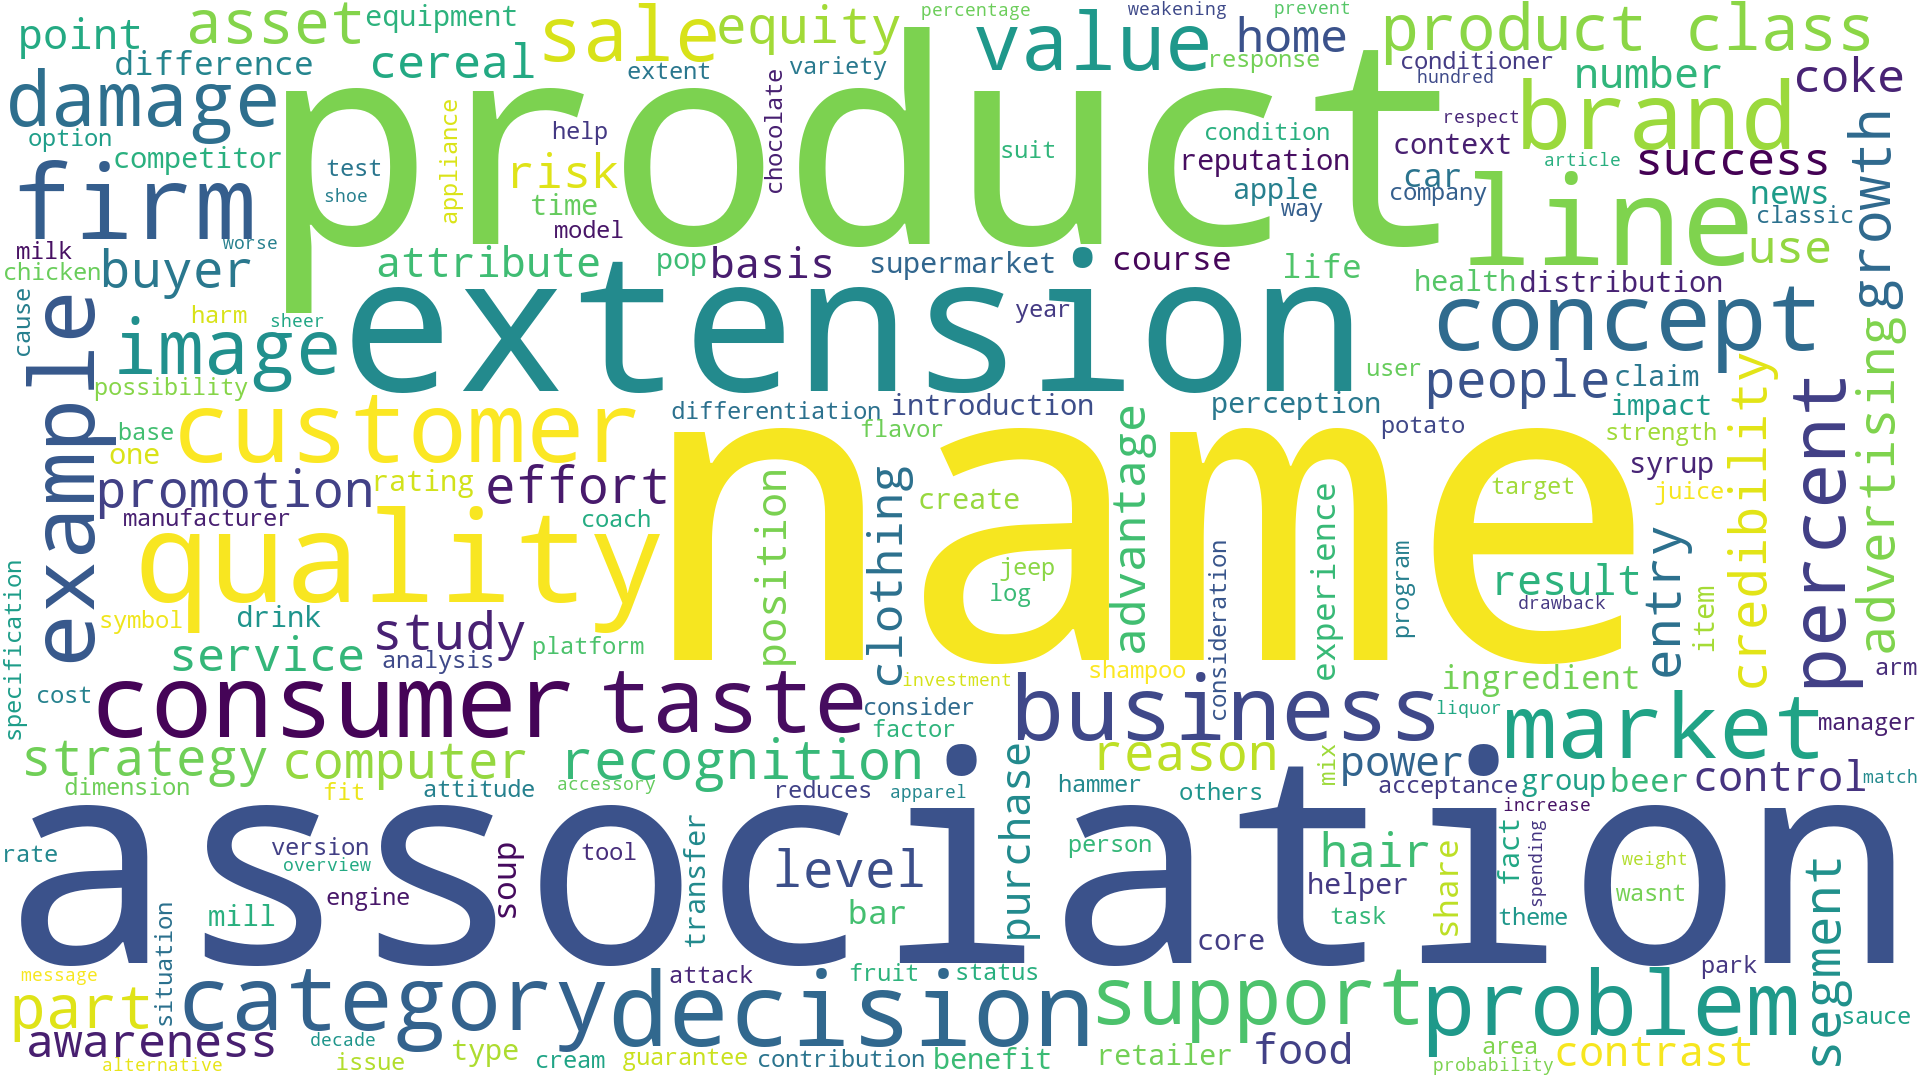 point
asset
equipment
sale
equity
percentage
weakening
prevent
value
home
product class
difference
cereal
extent
variety
response
conditioner
hundred
number
coke
damage
product
brand
option
competitor
appliance
help
chocolate
suit
condition
respect
context
article
success
growth
firm
test
shoe
risk
time
model
reputation
apple
way
car
company
line
news
classic
use
milk
worse
chicken
buyer
attribute
pop
basis
supermarket
course
life
health
distribution
cause
harm
sheer
example
image
extension
year
concept
possibility
user
people
claim
advertising
customer
differentiation
introduction
perception
impact
base
one
flavor
potato
strength
credibility
percent
promotion
rating
effort
name
syrup
manufacturer
coach
position
clothing
create
advantage
experience
target
juice
quality
specification
symbol
drink
study
jeep
log
consideration
program
result
drawback
entry
item
service
analysis
platform
shampoo
investment
ingredient
arm
cost
consumer
taste
consider
factor
business
liquor
market
manager
strategy
computer
recognition
purchase
reason
mix
power
group
beer
control
match
dimension
fit
attitude
accessory
reduces
apparel
hammer
others
acceptance
increase
association
rate
version
overview
soup
tool
transfer
level
person
hair
share
fact
spending
weight
segment
engine
helper
wasnt
mill
bar
task
theme
situation
core
message
part
category
attack
decision
fruit
status
support
problem
park
sauce
awareness
decade
alternative
issue
type
cream
guarantee
contribution
benefit
retailer
food
area
probability
contrast